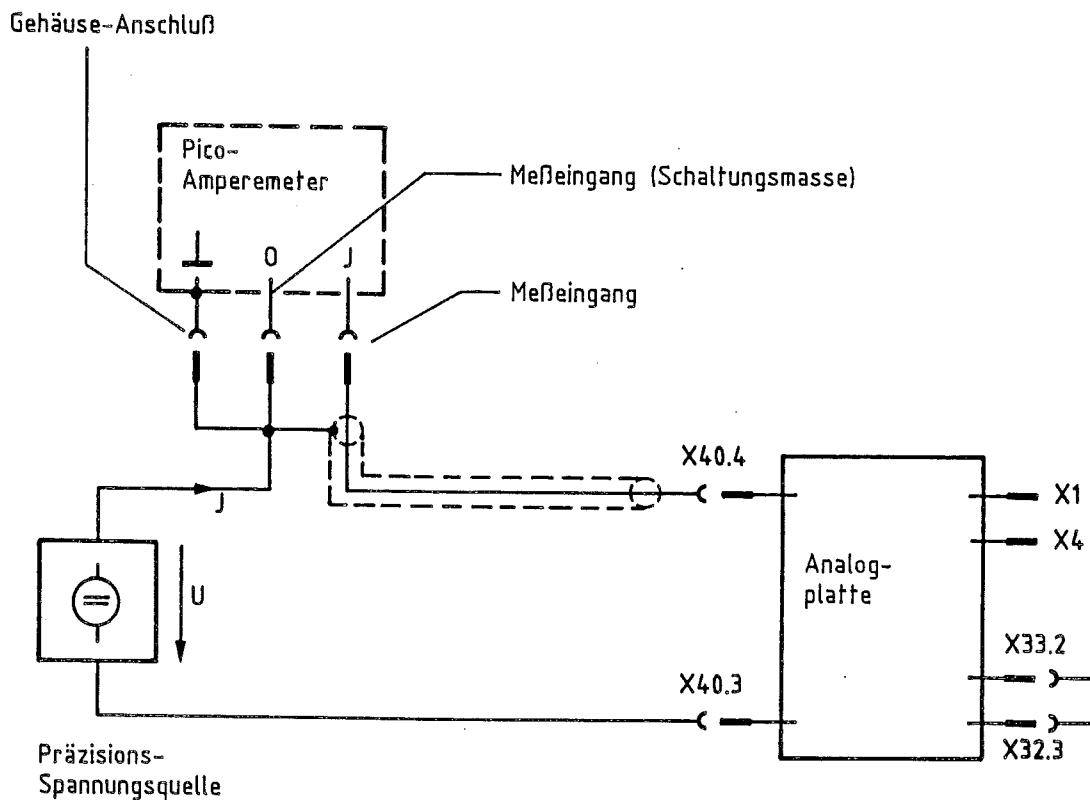 Gehäuse-Anschluß
Pico-
Amperemeter
Meßeingang (Schaltungsmasse)
0
J
Meßeingang
X40.4
X1
J
X4
Analog-
platte
U
X33.2
X40.3
X32.3
Präzisions-
Spannungsquelle